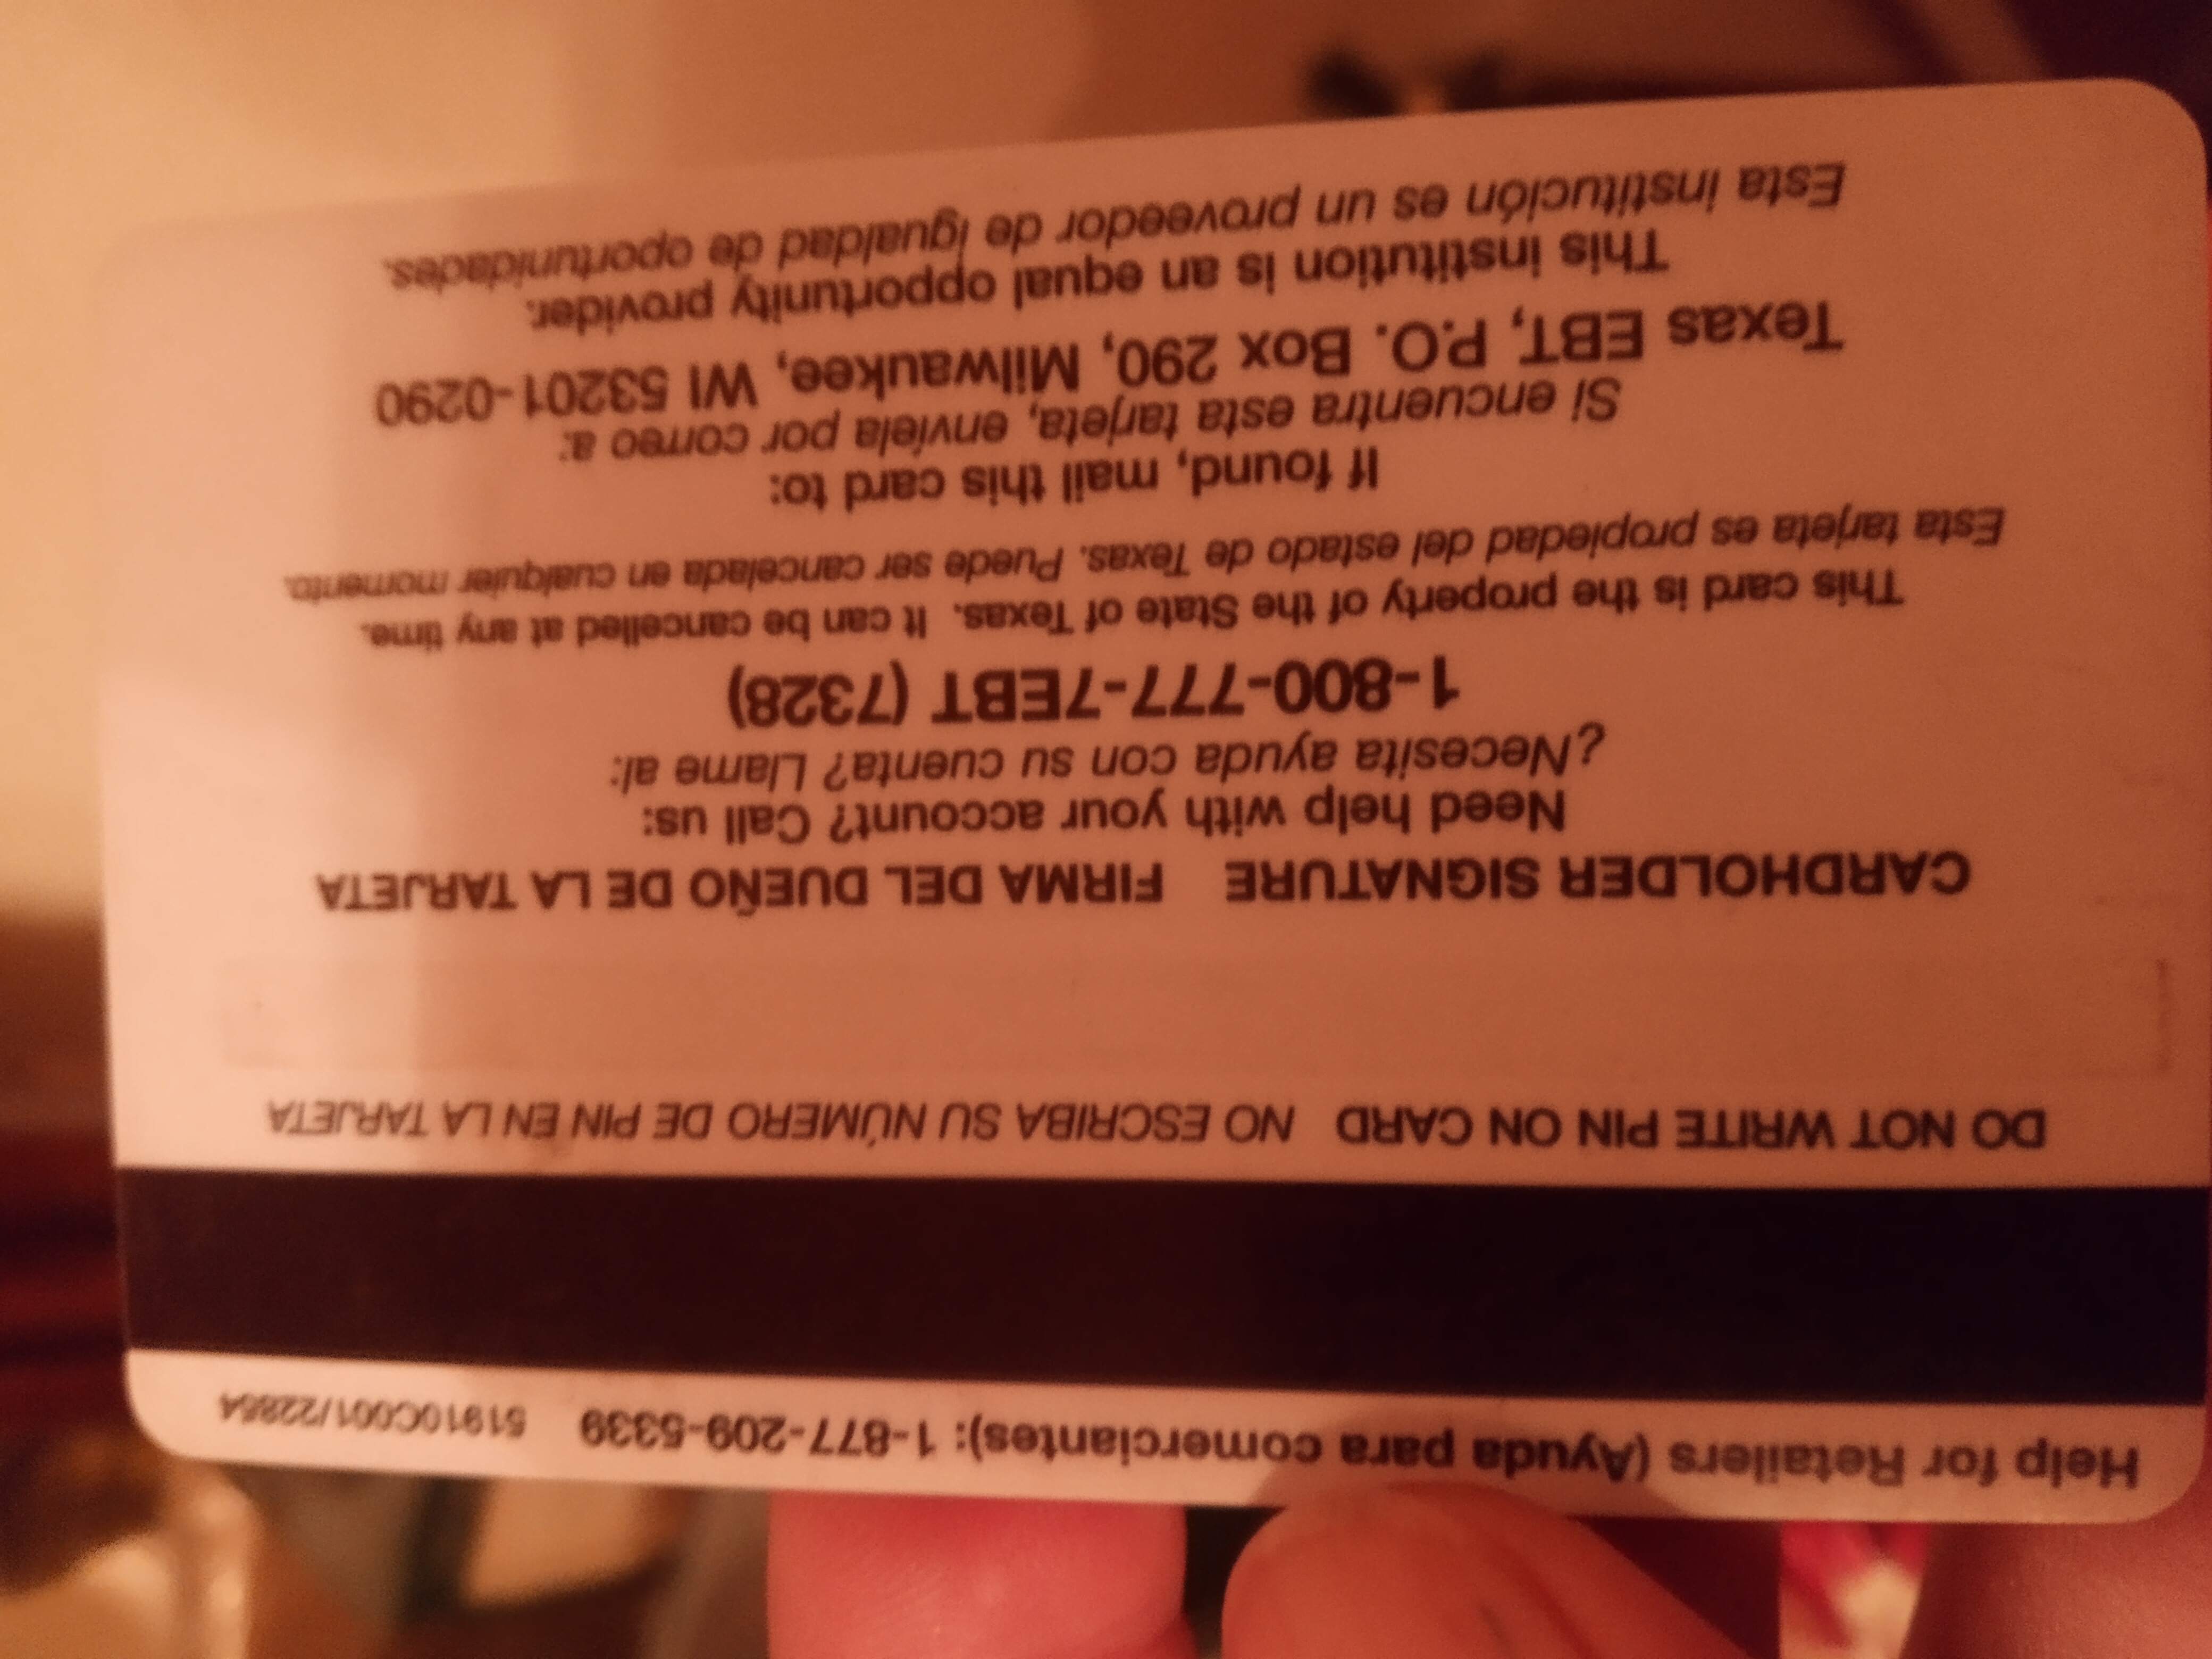 Help for Retailers (Ayuda para comerciantes): 1-877-209-5339 51910C001/22864
DO NOT WRITE PIN ON CARD NO ESCRIBA SU NÚMERO DE PIN EN LA TARJETA
CARDHOLDER SIGNATURE FIRMA DEL DUEÑO DE LA TARJETA
Need help with your account? Call us:
¿Necesita ayuda con su cuenta? Llame al:
1-800-777-7EBT (7328)
This card is the property of the State of Texas. It can be cancelled at any time.
Esta tarjeta es propiedad del estado de Texas. Puede ser cancelada en cualquier momento.
If found, mail this card to:
Si encuentra esta tarjeta, envíela por correo a:
Texas EBT, P.O. Box 290, Milwaukee, WI 53201-0290
This institution is an equal opportunity provider.
Esta institución es un proveedor de igualdad de oportunidades.